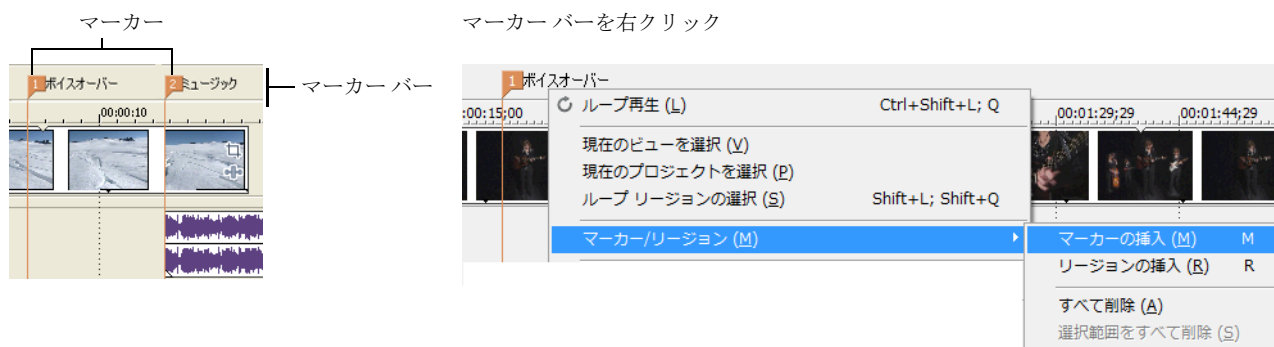 マーカー
1 ボイスオーバー
2 ミュージック
マーカー バー
00:00:10
マーカー バーを右クリック
1 ボイスオーバー
:00:15;00
00:01:29;29
00:01:44;29
ループ再生 (L) Ctrl+Shift+L; Q
現在のビューを選択 (V)
現在のプロジェクトを選択 (P)
ループ リージョンの選択 (S) Shift+L; Shift+Q
マーカー/リージョン (M)
マーカーの挿入 (M) M
リージョンの挿入 (R) R
すべて削除 (A)
選択範囲をすべて削除 (S)